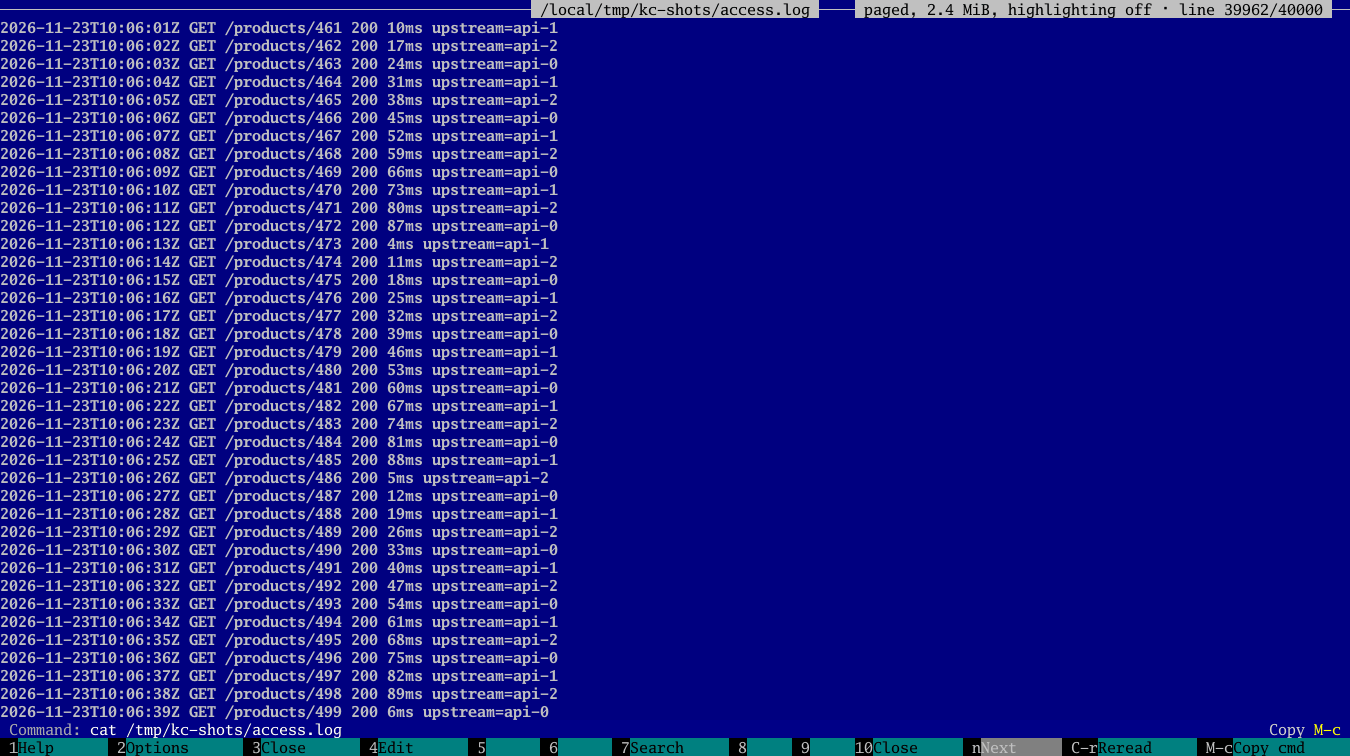 /local/tmp/kc-shots/access.log paged, 2.4 MiB, highlighting off · line 39962/40000
2026-11-23T10:06:01Z GET /products/461 200 10ms upstream=api-1
2026-11-23T10:06:02Z GET /products/462 200 17ms upstream=api-2
2026-11-23T10:06:03Z GET /products/463 200 24ms upstream=api-0
2026-11-23T10:06:04Z GET /products/464 200 31ms upstream=api-1
2026-11-23T10:06:05Z GET /products/465 200 38ms upstream=api-2
2026-11-23T10:06:06Z GET /products/466 200 45ms upstream=api-0
2026-11-23T10:06:07Z GET /products/467 200 52ms upstream=api-1
2026-11-23T10:06:08Z GET /products/468 200 59ms upstream=api-2
2026-11-23T10:06:09Z GET /products/469 200 66ms upstream=api-0
2026-11-23T10:06:10Z GET /products/470 200 73ms upstream=api-1
2026-11-23T10:06:11Z GET /products/471 200 80ms upstream=api-2
2026-11-23T10:06:12Z GET /products/472 200 87ms upstream=api-0
2026-11-23T10:06:13Z GET /products/473 200 4ms upstream=api-1
2026-11-23T10:06:14Z GET /products/474 200 11ms upstream=api-2
2026-11-23T10:06:15Z GET /products/475 200 18ms upstream=api-0
2026-11-23T10:06:16Z GET /products/476 200 25ms upstream=api-1
2026-11-23T10:06:17Z GET /products/477 200 32ms upstream=api-2
2026-11-23T10:06:18Z GET /products/478 200 39ms upstream=api-0
2026-11-23T10:06:19Z GET /products/479 200 46ms upstream=api-1
2026-11-23T10:06:20Z GET /products/480 200 53ms upstream=api-2
2026-11-23T10:06:21Z GET /products/481 200 60ms upstream=api-0
2026-11-23T10:06:22Z GET /products/482 200 67ms upstream=api-1
2026-11-23T10:06:23Z GET /products/483 200 74ms upstream=api-2
2026-11-23T10:06:24Z GET /products/484 200 81ms upstream=api-0
2026-11-23T10:06:25Z GET /products/485 200 88ms upstream=api-1
2026-11-23T10:06:26Z GET /products/486 200 5ms upstream=api-2
2026-11-23T10:06:27Z GET /products/487 200 12ms upstream=api-0
2026-11-23T10:06:28Z GET /products/488 200 19ms upstream=api-1
2026-11-23T10:06:29Z GET /products/489 200 26ms upstream=api-2
2026-11-23T10:06:30Z GET /products/490 200 33ms upstream=api-0
2026-11-23T10:06:31Z GET /products/491 200 40ms upstream=api-1
2026-11-23T10:06:32Z GET /products/492 200 47ms upstream=api-2
2026-11-23T10:06:33Z GET /products/493 200 54ms upstream=api-0
2026-11-23T10:06:34Z GET /products/494 200 61ms upstream=api-1
2026-11-23T10:06:35Z GET /products/495 200 68ms upstream=api-2
2026-11-23T10:06:36Z GET /products/496 200 75ms upstream=api-0
2026-11-23T10:06:37Z GET /products/497 200 82ms upstream=api-1
2026-11-23T10:06:38Z GET /products/498 200 89ms upstream=api-2
2026-11-23T10:06:39Z GET /products/499 200 6ms upstream=api-0
Command: cat /tmp/kc-shots/access.log Copy M-c
1Help 2Options 3Close 4Edit 5 6 7Search 8 9 10Close nNext C-rReread M-cCopy cmd